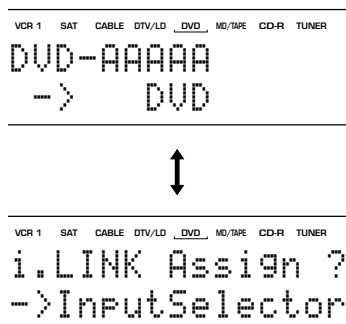 VCR 1 SAT CABLE DTV/LD DVD MD/TAPE CD-R TUNER
DVD-AAAAA
-> DVD
VCR 1 SAT CABLE DTV/LD DVD MD/TAPE CD-R TUNER
i.LINK Assign ?
->InputSelector